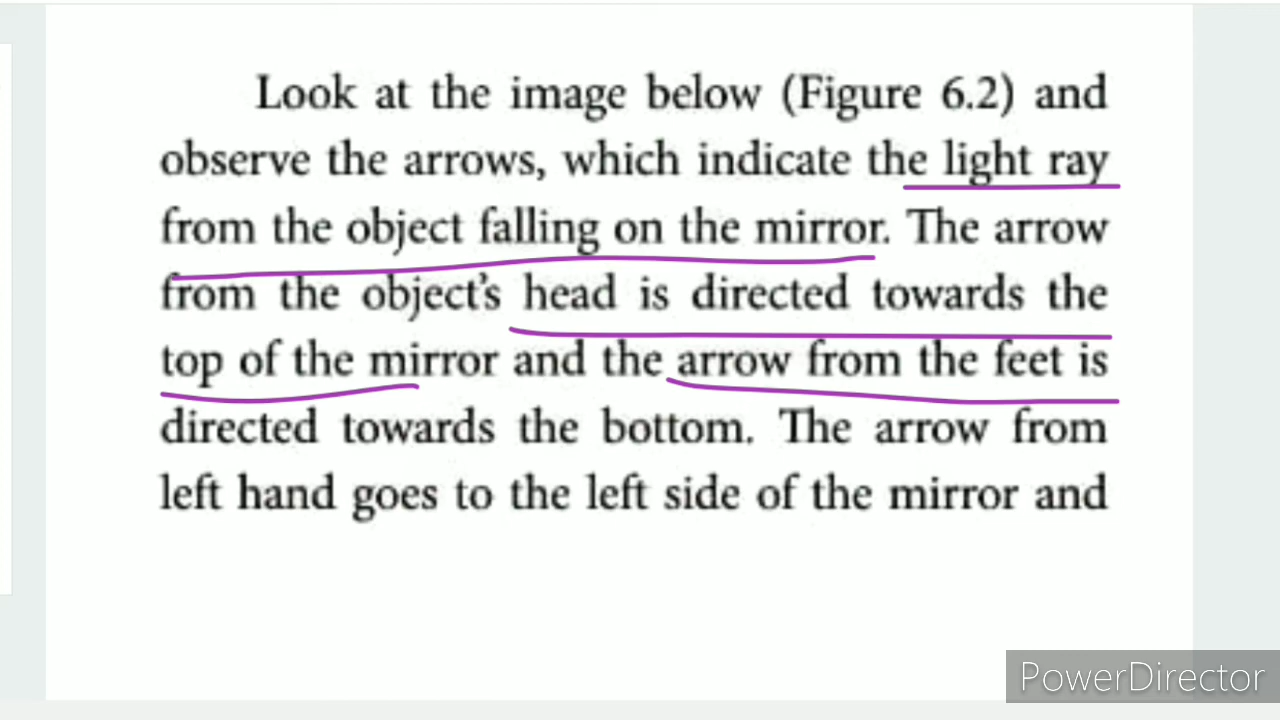 Look at the image below (Figure 6.2) and
observe the arrows, which indicate the light ray
from the object falling on the mirror. The arrow
from the object’s head is directed towards the
top of the mirror and the arrow from the feet is
directed towards the bottom. The arrow from
left hand goes to the left side of the mirror and
PowerDirector